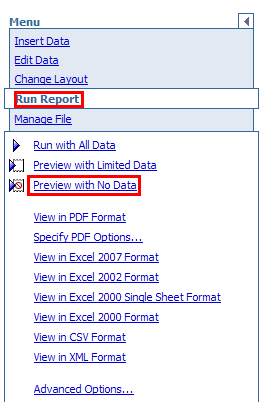 Menu
Insert Data
Edit Data
Change Layout
Run Report
Manage File
Run with All Data
Preview with Limited Data
Preview with No Data
View in PDF Format
Specify PDF Options...
View in Excel 2007 Format
View in Excel 2002 Format
View in Excel 2000 Single Sheet Format
View in Excel 2000 Format
View in CSV Format
View in XML Format
Advanced Options...